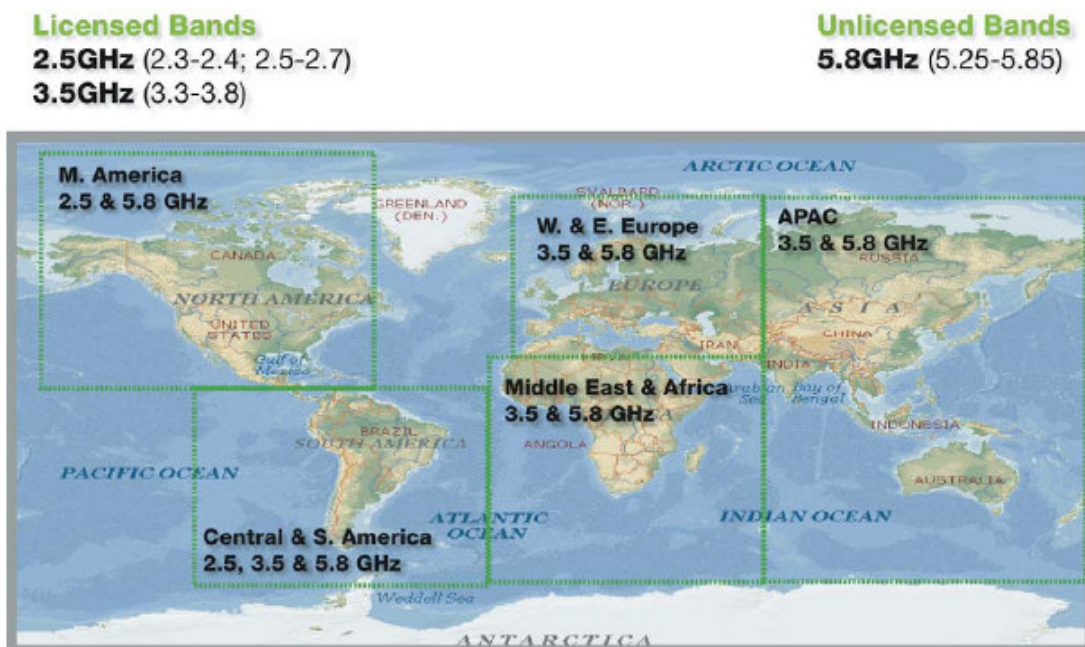 Licensed Bands
2.5GHz (2.3-2.4; 2.5-2.7)
3.5GHz (3.3-3.8)
Unlicensed Bands
5.8GHz (5.25-5.85)
ARCTIC OCEAN
M. America
2.5 & 5.8 GHz
GREENLAND
(DEN.)
SVALBARD
(NOR.)
W. & E. Europe
3.5 & 5.8 GHz
APAC
3.5 & 5.8 GHz
RUSSIA
CANADA
NORTH AMERICA
EUROPE
ASIA
UNITED
STATES
CHINA
IRAN
Gulf of
Mexico
INDIA
Middle East & Africa
3.5 & 5.8 GHz
Arabian
Sea
Bay of
Bengal
BRAZIL
SOUTH AMERICA
ANGOLA
INDONESIA
PACIFIC OCEAN
AUSTRALIA
ATLANTIC
OCEAN
INDIAN OCEAN
Central & S. America
2.5, 3.5 & 5.8 GHz
Weddell Sea
ANTARCTICA